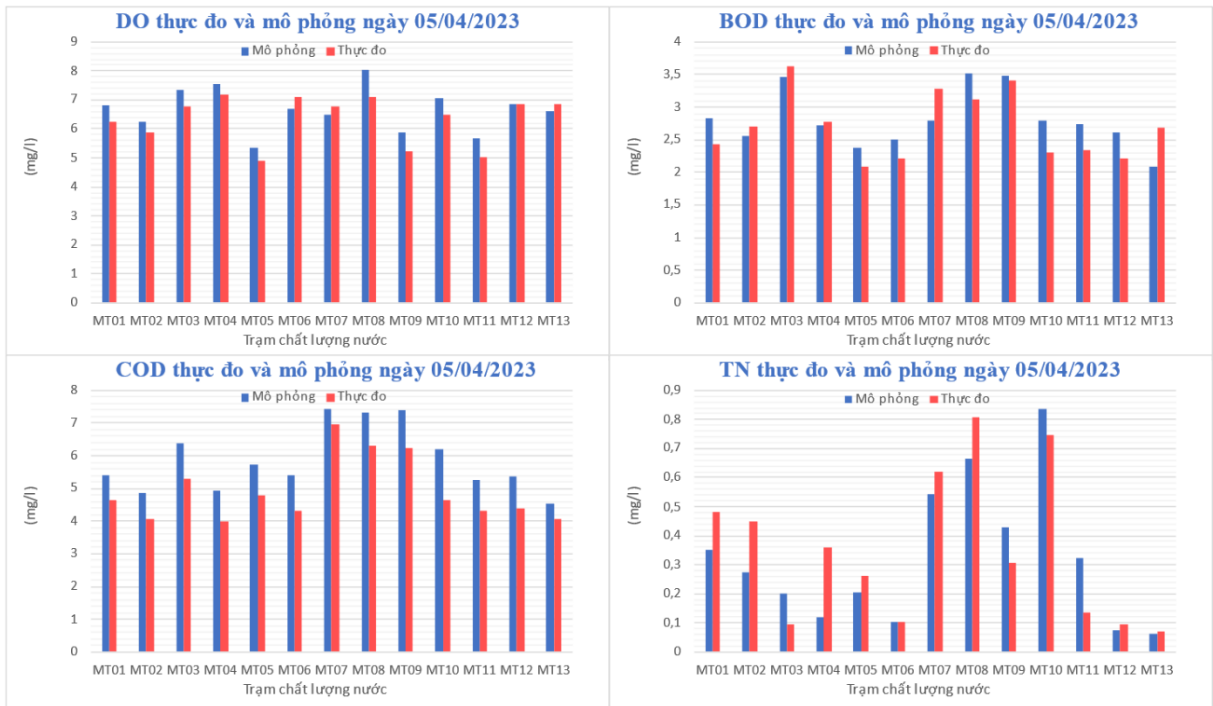 DO thực đo và mô phỏng ngày 05/04/2023
Mô phỏng Thực đo
9
8
7
6
5
4
3
2
1
0
(mg/l)
MT01 MT02 MT03 MT04 MT05 MT06 MT07 MT08 MT09 MT10 MT11 MT12 MT13
Trạm chất lượng nước
BOD thực đo và mô phỏng ngày 05/04/2023
Mô phỏng Thực đo
4
3,5
3
2,5
2
1,5
1
0,5
0
(mg/l)
MT01 MT02 MT03 MT04 MT05 MT06 MT07 MT08 MT09 MT10 MT11 MT12 MT13
Trạm chất lượng nước
COD thực đo và mô phỏng ngày 05/04/2023
Mô phỏng Thực đo
8
7
6
5
4
3
2
1
0
(mg/l)
MT01 MT02 MT03 MT04 MT05 MT06 MT07 MT08 MT09 MT10 MT11 MT12 MT13
Trạm chất lượng nước
TN thực đo và mô phỏng ngày 05/04/2023
Mô phỏng Thực đo
0,9
0,8
0,7
0,6
0,5
0,4
0,3
0,2
0,1
0
(mg/l)
MT01 MT02 MT03 MT04 MT05 MT06 MT07 MT08 MT09 MT10 MT11 MT12 MT13
Trạm chất lượng nước